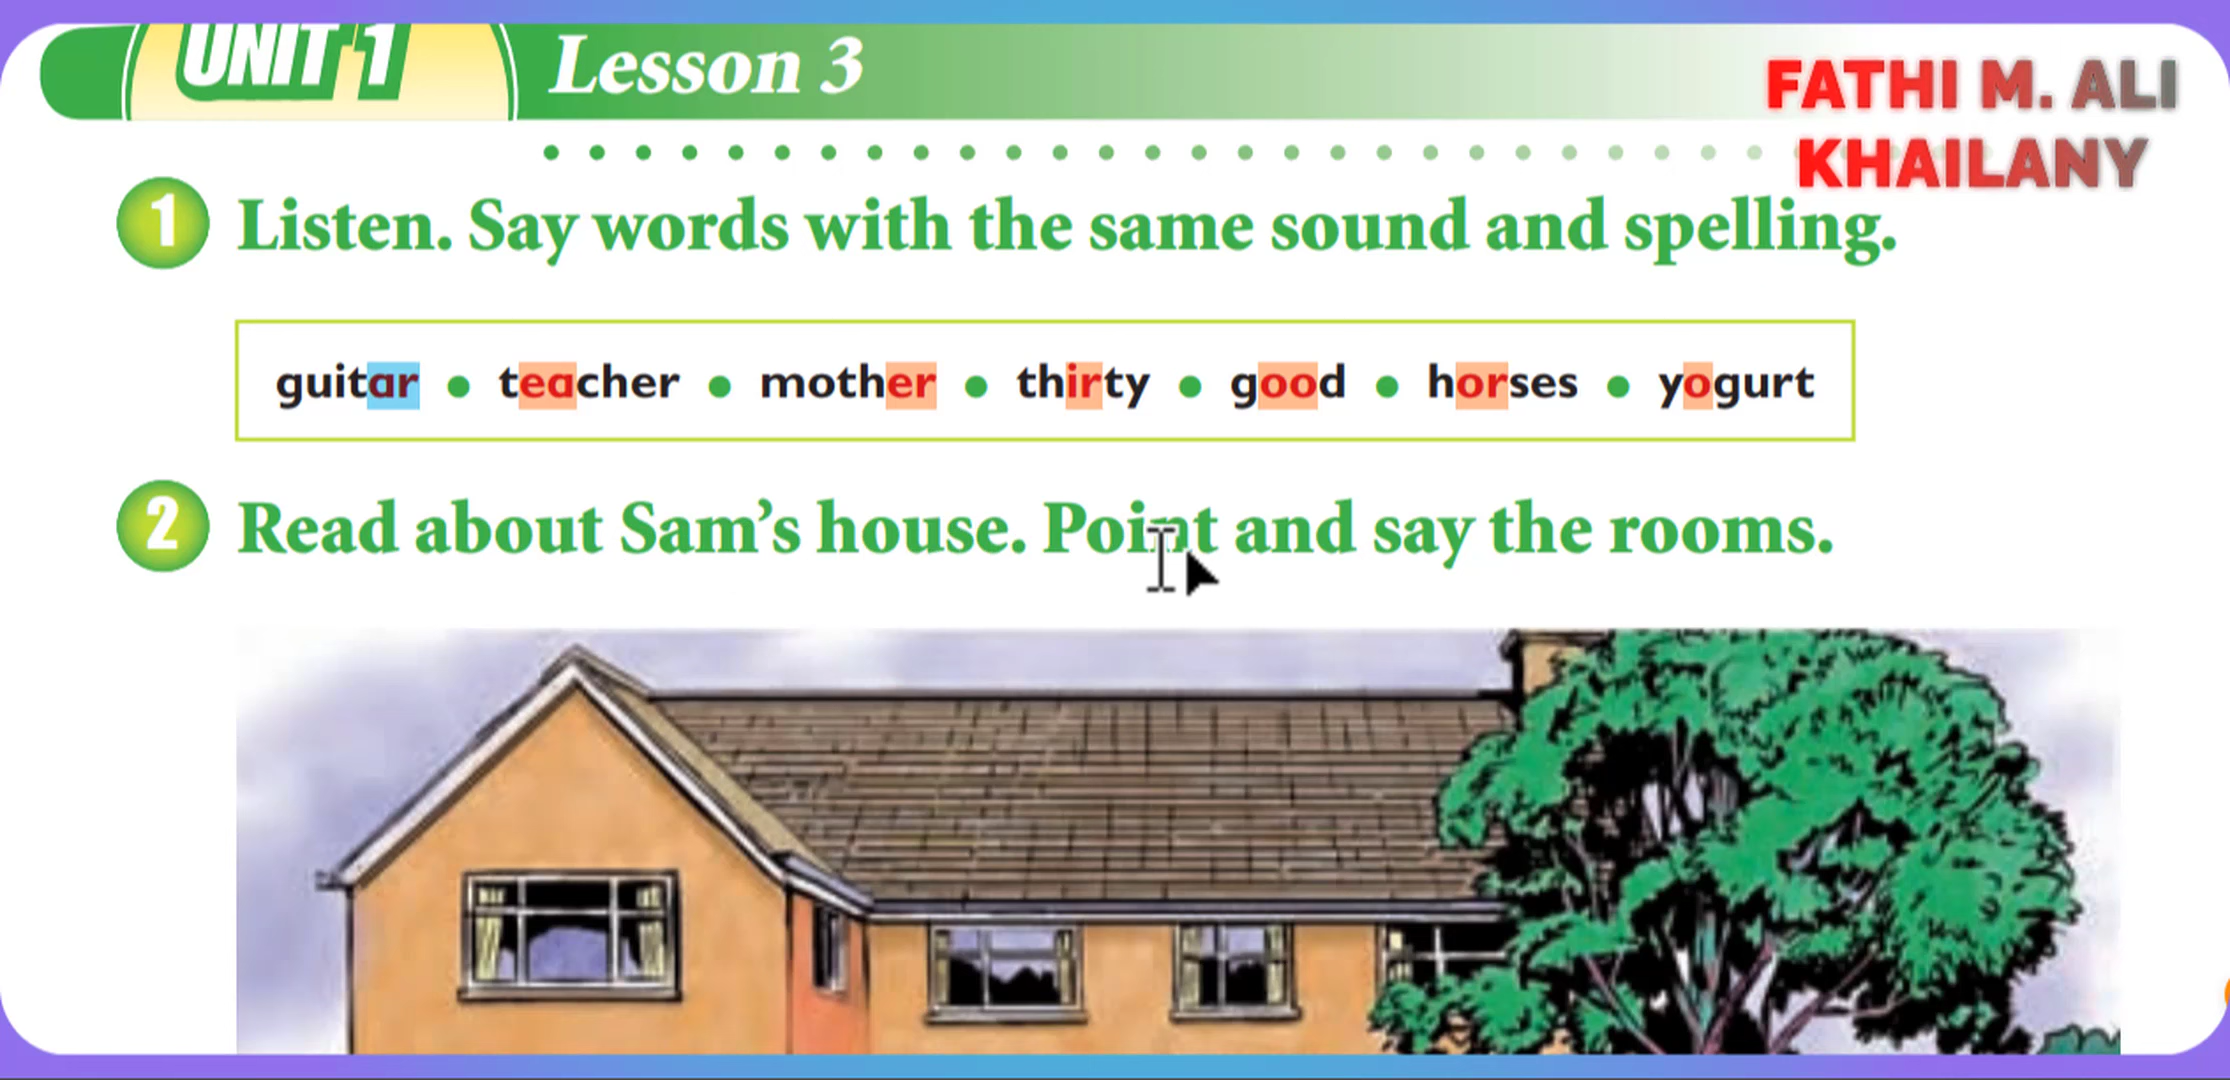 UNIT 1
Lesson 3
FATHI M. ALI
KHAILANY
1 Listen. Say words with the same sound and spelling.
guitar • teacher • mother • thirty • good • horses • yogurt
2 Read about Sam's house. Point and say the rooms.